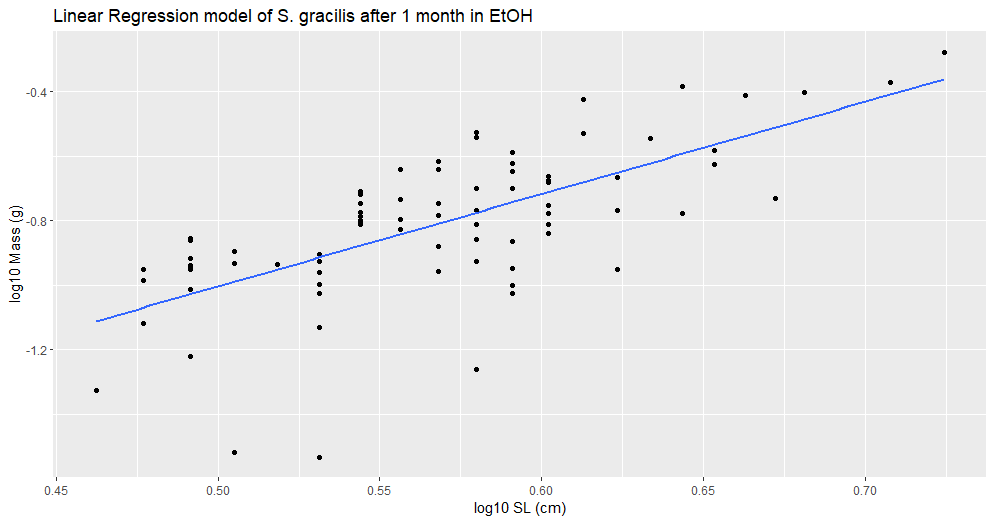 Linear Regression model of S. gracilis after 1 month in EtOH
log10 Mass (g)
-0.4
-0.8
-1.2
0.45 0.50 0.55 0.60 0.65 0.70
log10 SL (cm)